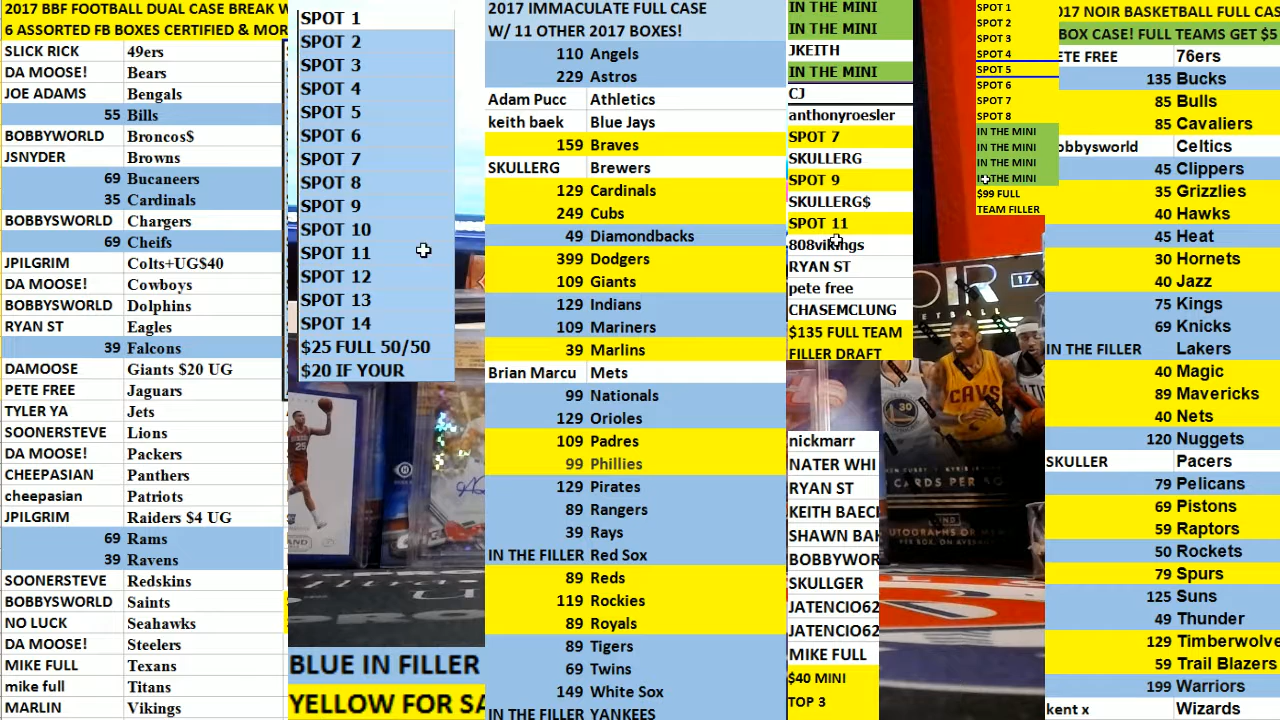 2017 BBF FOOTBALL DUAL CASE BREAK W
6 ASSORTED FB BOXES CERTIFIED & MOR
SLICK RICK 49ers
DA MOOSE! Bears
JOE ADAMS Bengals
55 Bills
BOBBYWORLD Broncos$
JSNYDER Browns
69 Bucaneers
35 Cardinals
BOBBYSWORLD Chargers
69 Cheifs
JPILGRIM Colts+UG$40
DA MOOSE! Cowboys
BOBBYSWORLD Dolphins
RYAN ST Eagles
39 Falcons
DAMOOSE Giants $20 UG
PETE FREE Jaguars
TYLER YA Jets
SOONERSTEVE Lions
DA MOOSE! Packers
CHEEPASIAN Panthers
cheepasian Patriots
JPILGRIM Raiders $4 UG
69 Rams
39 Ravens
SOONERSTEVE Redskins
BOBBYSWORLD Saints
NO LUCK Seahawks
DA MOOSE! Steelers
MIKE FULL Texans
mike full Titans
MARLIN Vikings
SPOT 1
SPOT 2
SPOT 3
SPOT 4
SPOT 5
SPOT 6
SPOT 7
SPOT 8
SPOT 9
SPOT 10
SPOT 11
SPOT 12
SPOT 13
SPOT 14
$25 FULL 50/50
$20 IF YOUR
25
BLUE IN FILLER
YELLOW FOR SA
2017 IMMACULATE FULL CASE
W/ 11 OTHER 2017 BOXES!
110 Angels
229 Astros
Adam Pucc Athletics
keith baek Blue Jays
159 Braves
SKULLERG Brewers
129 Cardinals
249 Cubs
49 Diamondbacks
399 Dodgers
109 Giants
129 Indians
109 Mariners
39 Marlins
Brian Marcu Mets
99 Nationals
129 Orioles
109 Padres
99 Phillies
129 Pirates
89 Rangers
39 Rays
IN THE FILLER Red Sox
89 Reds
119 Rockies
89 Royals
89 Tigers
69 Twins
149 White Sox
IN THE FILLER YANKEES
IN THE MINI
IN THE MINI
JKEITH
IN THE MINI
CJ
anthonyroesler
SPOT 7
SKULLERG
SPOT 9
SKULLERG$
SPOT 11
808vikings
RYAN ST
pete free
CHASEMCLUNG
$135 FULL TEAM
FILLER DRAFT
nickmarr
NATER WHI
RYAN ST
KEITH BAEC
SHAWN BAI
BOBBYWOR
SKULLGER
JATENCIO62
JATENCIO62
MIKE FULL
$40 MINI
TOP 3
SPOT 1
SPOT 2
SPOT 3
SPOT 4
SPOT 5
SPOT 6
SPOT 7
SPOT 8
IN THE MINI
IN THE MINI
IN THE MINI
IN THE MINI
$99 FULL
TEAM FILLER
OIR 17
ETBALL
CAVS
30
CARDS PER BO
AUTOGRAPHS OR MEM
PER BOX, ON AVERAGE
017 NOIR BASKETBALL FULL CAS
BOX CASE! FULL TEAMS GET $5
ETE FREE 76ers
135 Bucks
85 Bulls
85 Cavaliers
obbysworld Celtics
45 Clippers
35 Grizzlies
40 Hawks
45 Heat
30 Hornets
40 Jazz
75 Kings
69 Knicks
IN THE FILLER Lakers
40 Magic
89 Mavericks
40 Nets
120 Nuggets
SKULLER Pacers
79 Pelicans
69 Pistons
59 Raptors
50 Rockets
79 Spurs
125 Suns
49 Thunder
129 Timberwolve
59 Trail Blazers
199 Warriors
kent x Wizards